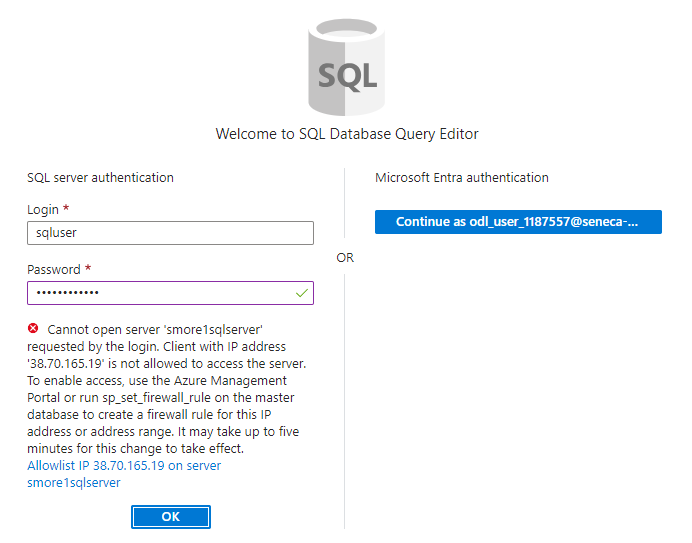 SQL
Welcome to SQL Database Query Editor
SQL server authentication
Login *
sqluser
Password *
••••••••••••
Cannot open server 'smore1sqlserver'
requested by the login. Client with IP address
'38.70.165.19' is not allowed to access the server.
To enable access, use the Azure Management
Portal or run sp_set_firewall_rule on the master
database to create a firewall rule for this IP
address or address range. It may take up to five
minutes for this change to take effect.
Allowlist IP 38.70.165.19 on server
smore1sqlserver
OK
OR
Microsoft Entra authentication
Continue as odl_user_1187557@seneca-...